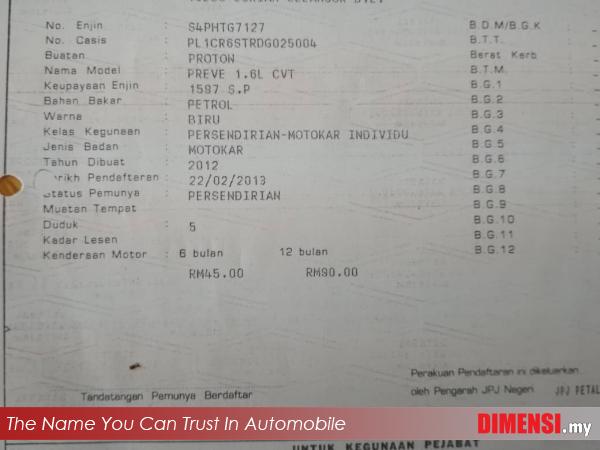 No. Enjin : S4PHTG7127
No. Casis : PL1CR6STRDG025004
Buatan : PROTON
Nama Model : PREVE 1.6L CVT
Keupayaan Enjin : 1597 S.P
Bahan Bakar : PETROL
Warna : BIRU
Kelas Kegunaan : PERSENDIRIAN-MOTOKAR INDIVIDU
Jenis Badan : MOTOKAR
Tahun Dibuat : 2012
rikh Pendaftaran : 22/02/2013
Status Pemunya : PERSENDIRIAN
Muatan Tempat
Duduk : 5
Kadar Lesen
Kenderaan Motor : 6 bulan 12 bulan
RM45.00 RM90.00
B.D.M/B.G.K :
B.T.T. :
Berat Kerb :
B.T.M. :
B.G.1 :
B.G.2 :
B.G.3 :
B.G.4 :
B.G.5 :
B.G.6 :
B.G.7 :
B.G.8 :
B.G.9 :
B.G.10 :
B.G.11 :
B.G.12 :
Perakuan Pendaftaran ini dikeluarkan
oleh Pengarah JPJ Negeri JPJ PETAL
Tandatangan Pemunya Berdaftar
The Name You Can Trust In Automobile
DIMENSI.my
UNTUK KEGUNAAN PEJABAT